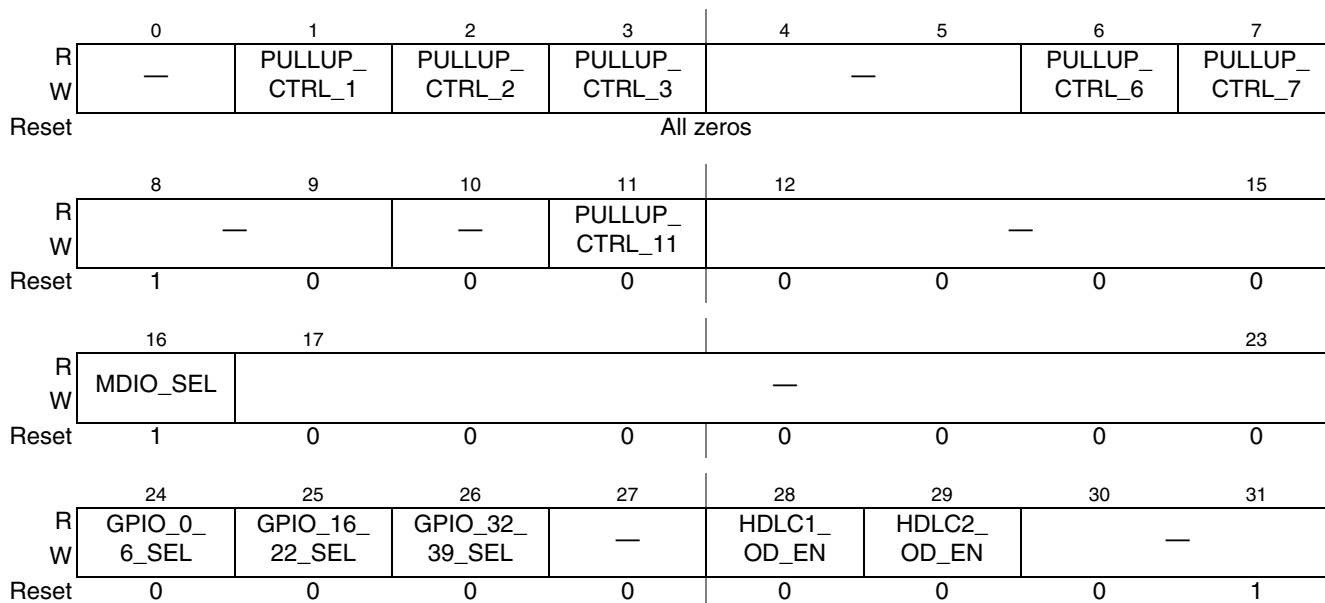 0 1 2 3 4 5 6 7
R — PULLUP_ PULLUP_ PULLUP_ — PULLUP_ PULLUP_
W CTRL_1 CTRL_2 CTRL_3 CTRL_6 CTRL_7
Reset All zeros
8 9 10 11 12 15
R — — PULLUP_ —
W CTRL_11
Reset 1 0 0 0 0 0 0 0
16 17 23
R MDIO_SEL —
W
Reset 1 0 0 0 0 0 0 0
24 25 26 27 28 29 30 31
R GPIO_0_ GPIO_16_ GPIO_32_ — HDLC1_ HDLC2_ —
W 6_SEL 22_SEL 39_SEL OD_EN OD_EN
Reset 0 0 0 0 0 0 0 1